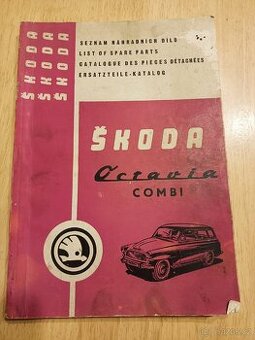 ŠKODA
ŠKODA
ŠKODA
SEZNAM NÁHRADNÍCH DÍLŮ
LIST OF SPARE PARTS
CATALOGUE DES PIÈCES DÉTACHÉES
ERSATZTEILE-KATALOG
ŠKODA
Octavia
COMBI